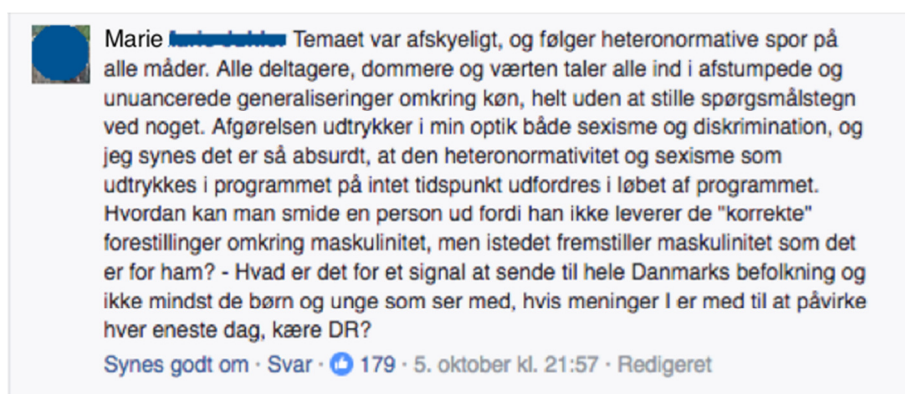 Marie Temaet var afskyeligt, og følger heteronormative spor på
alle måder. Alle deltagere, dommere og værten taler alle ind i afstumpede og
unuancerede generaliseringer omkring køn, helt uden at stille spørgsmålstegn
ved noget. Afgørelsen udtrykker i min optik både sexisme og diskrimination, og
jeg synes det er så absurdt, at den heteronormativitet og sexisme som
udtrykkes i programmet på intet tidspunkt udfordres i løbet af programmet.
Hvordan kan man smide en person ud fordi han ikke leverer de "korrekte"
forestillinger omkring maskulinitet, men istedet fremstiller maskulinitet som det
er for ham? - Hvad er det for et signal at sende til hele Danmarks befolkning og
ikke mindst de børn og unge som ser med, hvis meninger I er med til at påvirke
hver eneste dag, kære DR?
Synes godt om · Svar · 179 · 5. oktober kl. 21:57 · Redigeret